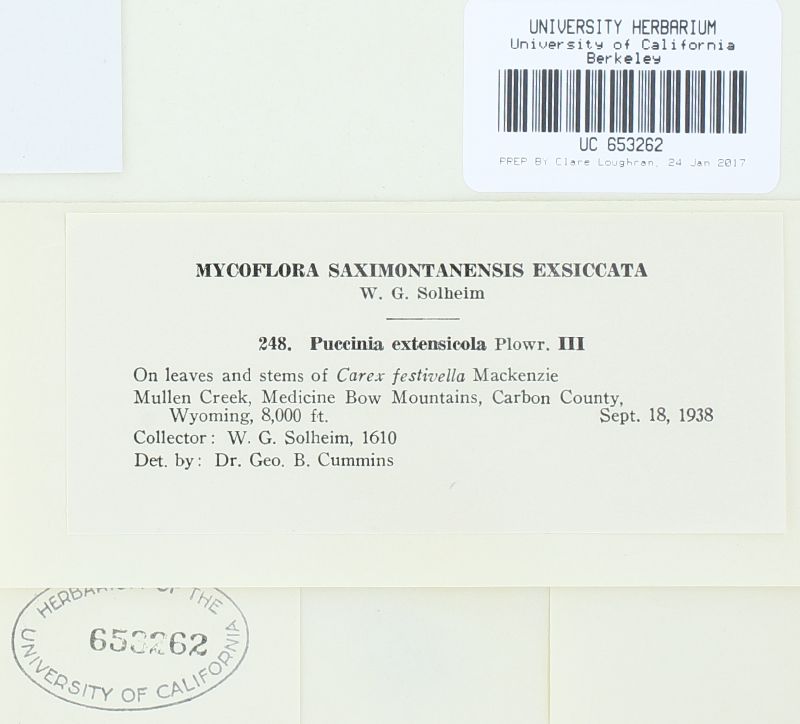 UNIVERSITY HERBARIUM
University of California
Berkeley
UC 653262
PREP BY Clare Loughran, 24 Jan 2017
MYCOFLORA SAXIMONTANENSIS EXSICCATA
W. G. Solheim
248. Puccinia extensicola Plowr. III
On leaves and stems of Carex festivella Mackenzie
Mullen Creek, Medicine Bow Mountains, Carbon County,
Wyoming, 8,000 ft. Sept. 18, 1938
Collector: W. G. Solheim, 1610
Det. by: Dr. Geo. B. Cummins
HERBARIUM OF THE
653262
UNIVERSITY OF CALIFORNIA